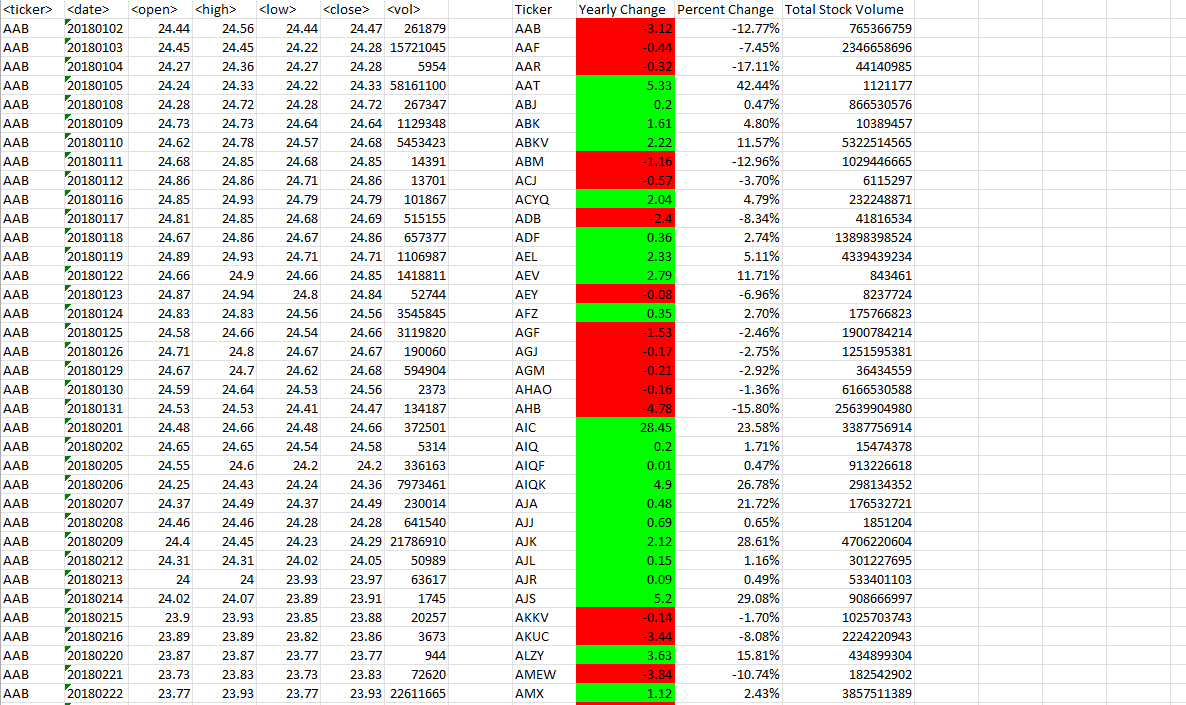 <ticker> <date> <open> <high> <low> <close> <vol> Ticker Yearly Change Percent Change Total Stock Volume
AAB 20180102 24.44 24.56 24.44 24.47 261879 AAB -3.12 -12.77% 765366759
AAB 20180103 24.45 24.45 24.22 24.28 15721045 AAF -0.44 -7.45% 2346658696
AAB 20180104 24.27 24.36 24.27 24.28 5954 AAR -0.32 -17.11% 44140985
AAB 20180105 24.24 24.33 24.22 24.33 58161100 AAT 5.33 42.44% 1121177
AAB 20180108 24.28 24.72 24.28 24.72 267347 ABJ 0.2 0.47% 866530576
AAB 20180109 24.73 24.73 24.64 24.64 1129348 ABK 1.61 4.80% 10389457
AAB 20180110 24.62 24.78 24.57 24.68 5453423 ABKV 2.22 11.57% 5322514565
AAB 20180111 24.68 24.85 24.68 24.85 14391 ABM -1.16 -12.96% 1029446665
AAB 20180112 24.86 24.86 24.71 24.86 13701 ACJ -0.57 -3.70% 6115297
AAB 20180116 24.85 24.93 24.79 24.79 101867 ACYQ 2.04 4.79% 232248871
AAB 20180117 24.81 24.85 24.68 24.69 515155 ADB -2.4 -8.34% 41816534
AAB 20180118 24.67 24.86 24.67 24.86 657377 ADF 0.36 2.74% 13898398524
AAB 20180119 24.89 24.93 24.71 24.71 1106987 AEL 2.33 5.11% 4339439234
AAB 20180122 24.66 24.9 24.66 24.85 1418811 AEV 2.79 11.71% 843461
AAB 20180123 24.87 24.94 24.8 24.84 52744 AEY -0.08 -6.96% 8237724
AAB 20180124 24.83 24.83 24.56 24.56 3545845 AFZ 0.35 2.70% 175766823
AAB 20180125 24.58 24.66 24.54 24.66 3119820 AGF -1.53 -2.46% 1900784214
AAB 20180126 24.71 24.8 24.67 24.67 190060 AGJ -0.17 -2.75% 1251595381
AAB 20180129 24.67 24.7 24.62 24.68 594904 AGM -0.21 -2.92% 36434559
AAB 20180130 24.59 24.64 24.53 24.56 2373 AHAO -0.16 -1.36% 6166530588
AAB 20180131 24.53 24.53 24.41 24.47 134187 AHB -4.78 -15.80% 25639904980
AAB 20180201 24.48 24.66 24.48 24.66 372501 AIC 28.45 23.58% 3387756914
AAB 20180202 24.65 24.65 24.54 24.58 5314 AIQ 0.2 1.71% 15474378
AAB 20180205 24.55 24.6 24.2 24.2 336163 AIQF 0.01 0.47% 913226618
AAB 20180206 24.25 24.43 24.24 24.36 7973461 AIQK 4.9 26.78% 298134352
AAB 20180207 24.37 24.49 24.37 24.49 230014 AJA 0.48 21.72% 176532721
AAB 20180208 24.46 24.46 24.28 24.28 641540 AJJ 0.69 0.65% 1851204
AAB 20180209 24.4 24.45 24.23 24.29 21786910 AJK 2.12 28.61% 4706220604
AAB 20180212 24.31 24.31 24.02 24.05 50989 AJL 0.15 1.16% 301227695
AAB 20180213 24 24 23.93 23.97 63617 AJR 0.09 0.49% 533401103
AAB 20180214 24.02 24.07 23.89 23.91 1745 AJS 5.2 29.08% 908666997
AAB 20180215 23.9 23.93 23.85 23.88 20257 AKKV -0.14 -1.70% 1025703743
AAB 20180216 23.89 23.89 23.82 23.86 3673 AKUC -3.44 -8.08% 2224220943
AAB 20180220 23.87 23.87 23.77 23.77 944 ALZY 3.63 15.81% 434899304
AAB 20180221 23.73 23.83 23.73 23.83 72620 AMEW -3.84 -10.74% 182542902
AAB 20180222 23.77 23.93 23.77 23.93 22611665 AMX 1.12 2.43% 3857511389